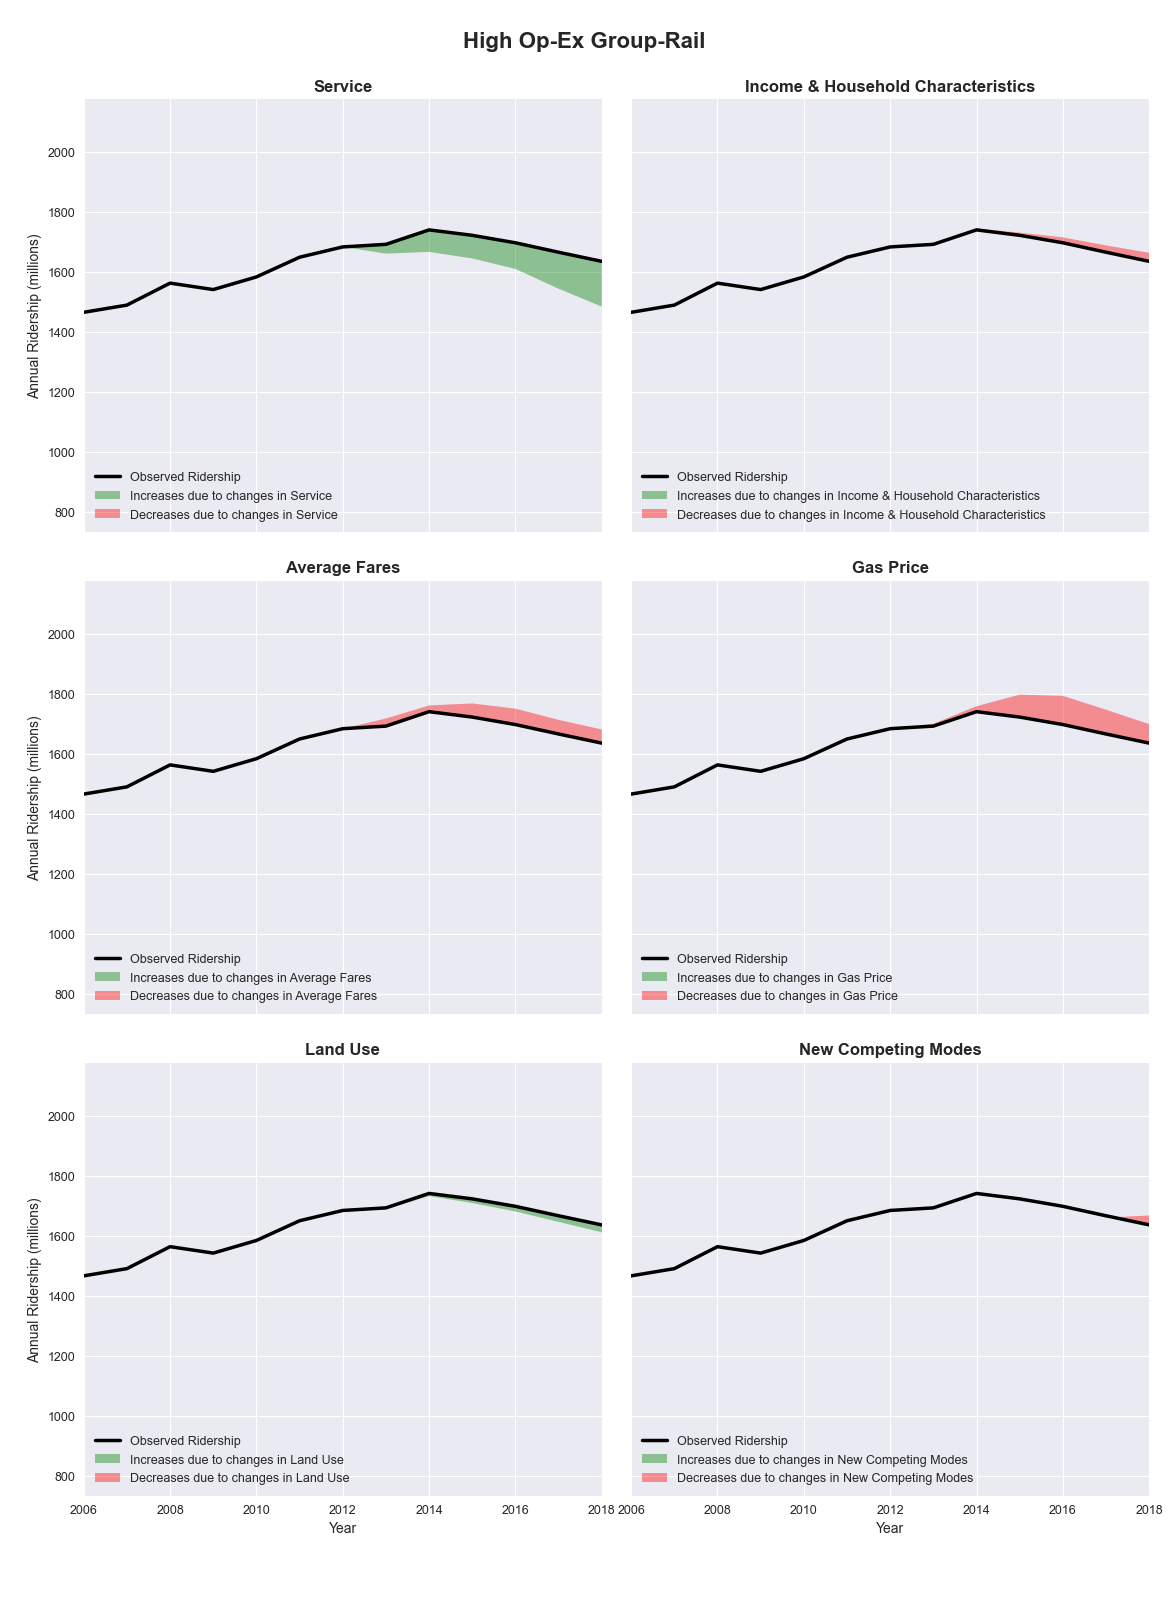 High Op-Ex Group-Rail
Service
Income & Household Characteristics
2000
1800
1600
1400
1200
1000
800
Annual Ridership (millions)
Observed Ridership
Increases due to changes in Service
Decreases due to changes in Service
Observed Ridership
Increases due to changes in Income & Household Characteristics
Decreases due to changes in Income & Household Characteristics
Average Fares
Gas Price
2000
1800
1600
1400
1200
1000
800
Annual Ridership (millions)
Observed Ridership
Increases due to changes in Average Fares
Decreases due to changes in Average Fares
Observed Ridership
Increases due to changes in Gas Price
Decreases due to changes in Gas Price
Land Use
New Competing Modes
2000
1800
1600
1400
1200
1000
800
Annual Ridership (millions)
Observed Ridership
Increases due to changes in Land Use
Decreases due to changes in Land Use
Observed Ridership
Increases due to changes in New Competing Modes
Decreases due to changes in New Competing Modes
2006 2008 2010 2012 2014 2016 2018
2006 2008 2010 2012 2014 2016 2018
Year
Year